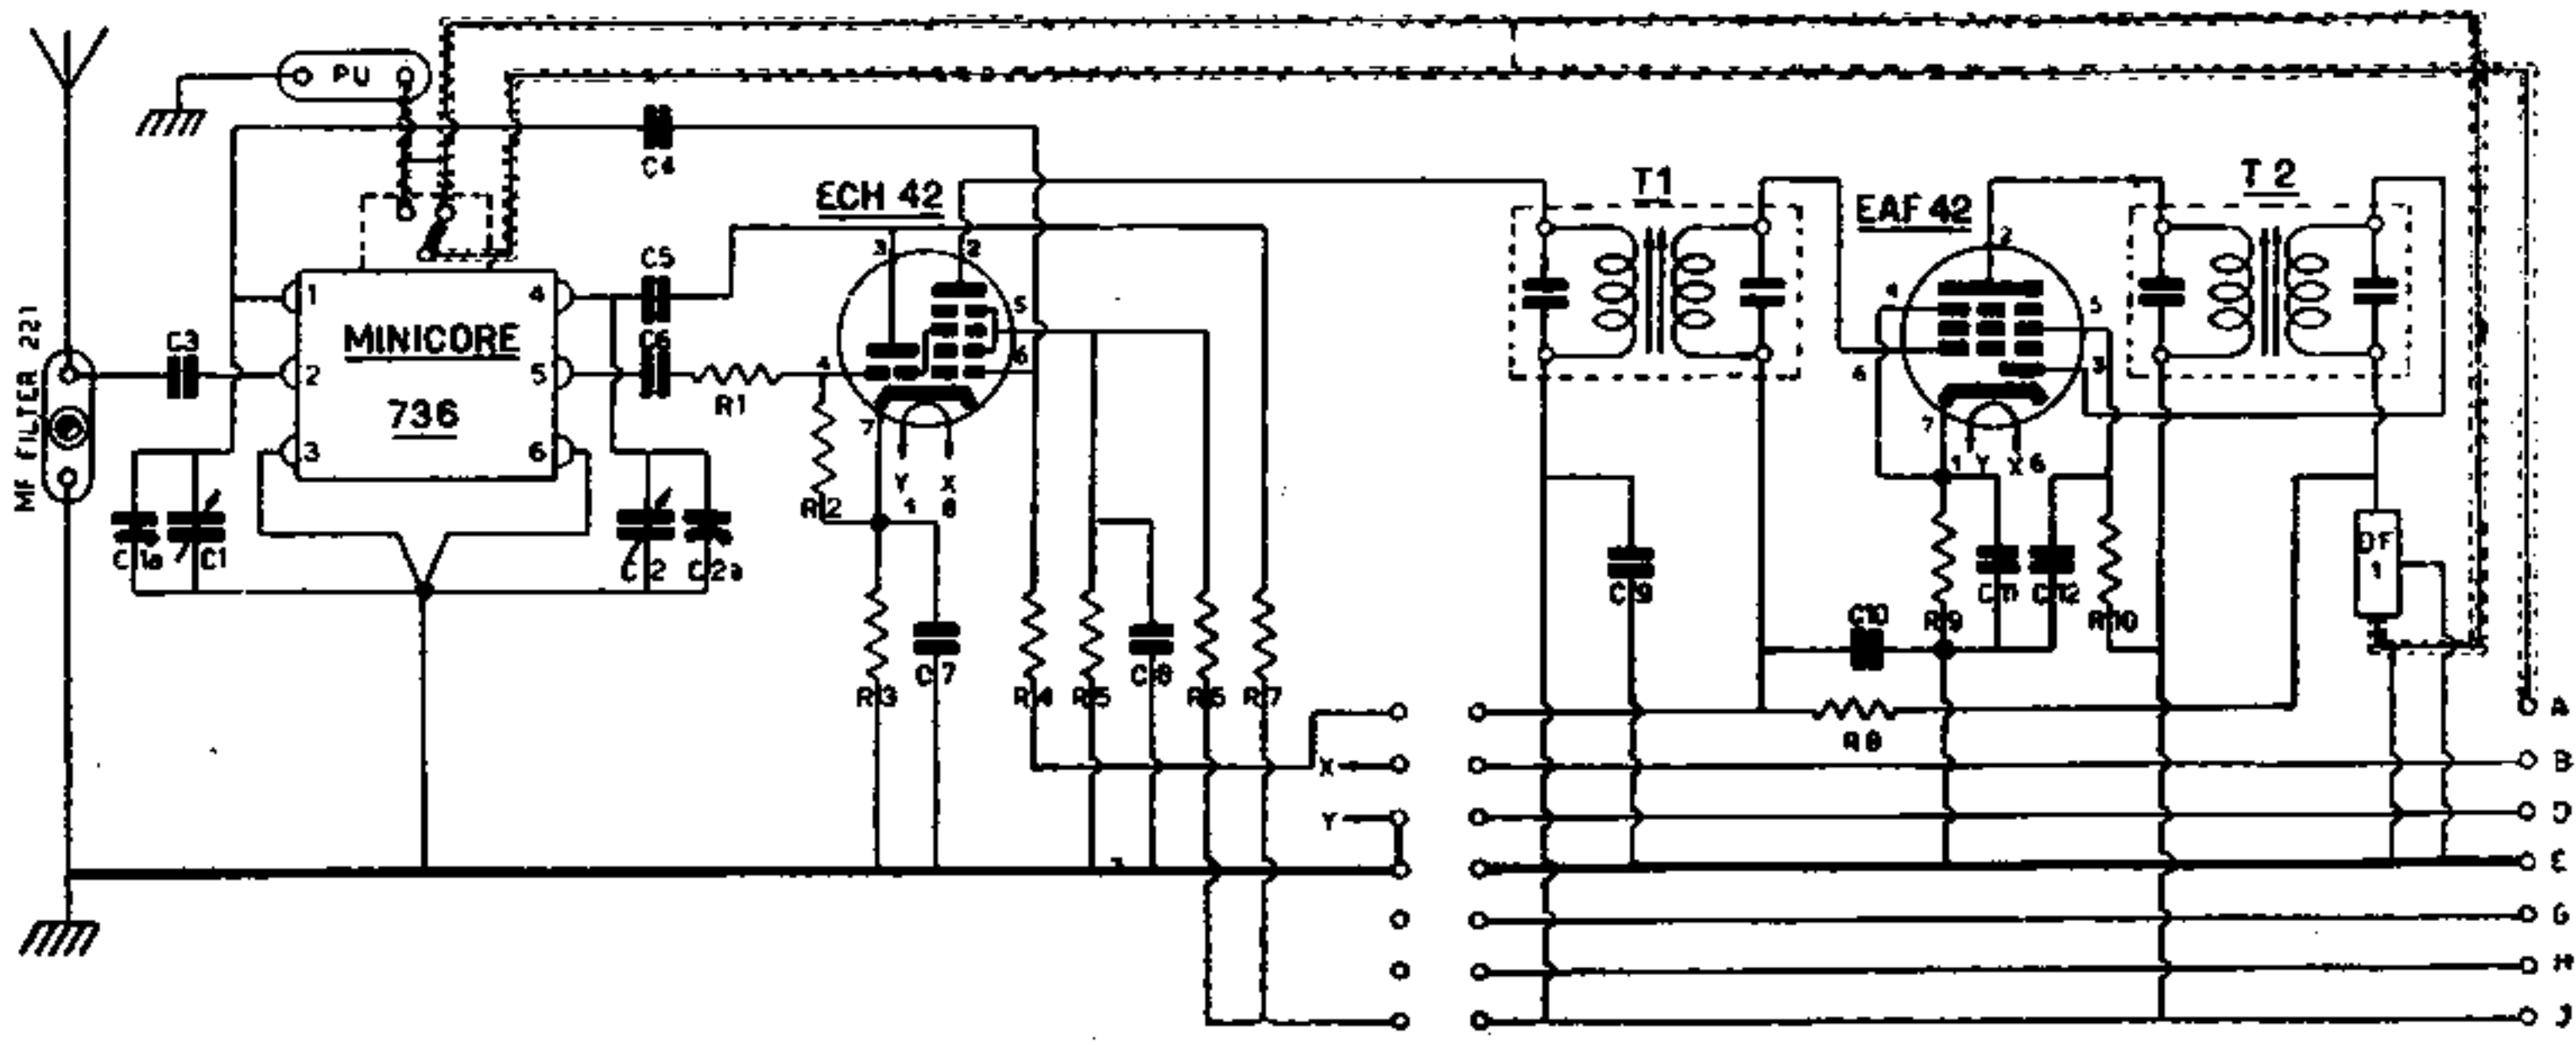 PU
C4
ECH 42
T1
EAF 42
T 2
MF FILTER 221
C3
MINICORE
736
1
2
3
4
5
6
C5
C6
R1
R2
3
2
5
6
4
7
Y
X
1
8
C1a
C1
C2
C2a
R3
C7
R4
R5
C8
R7
2
4
5
6
3
7
1
Y
X
C9
C10
R9
C11
C12
R10
DF
1
R8
X
Y
A
B
D
E
G
H
J